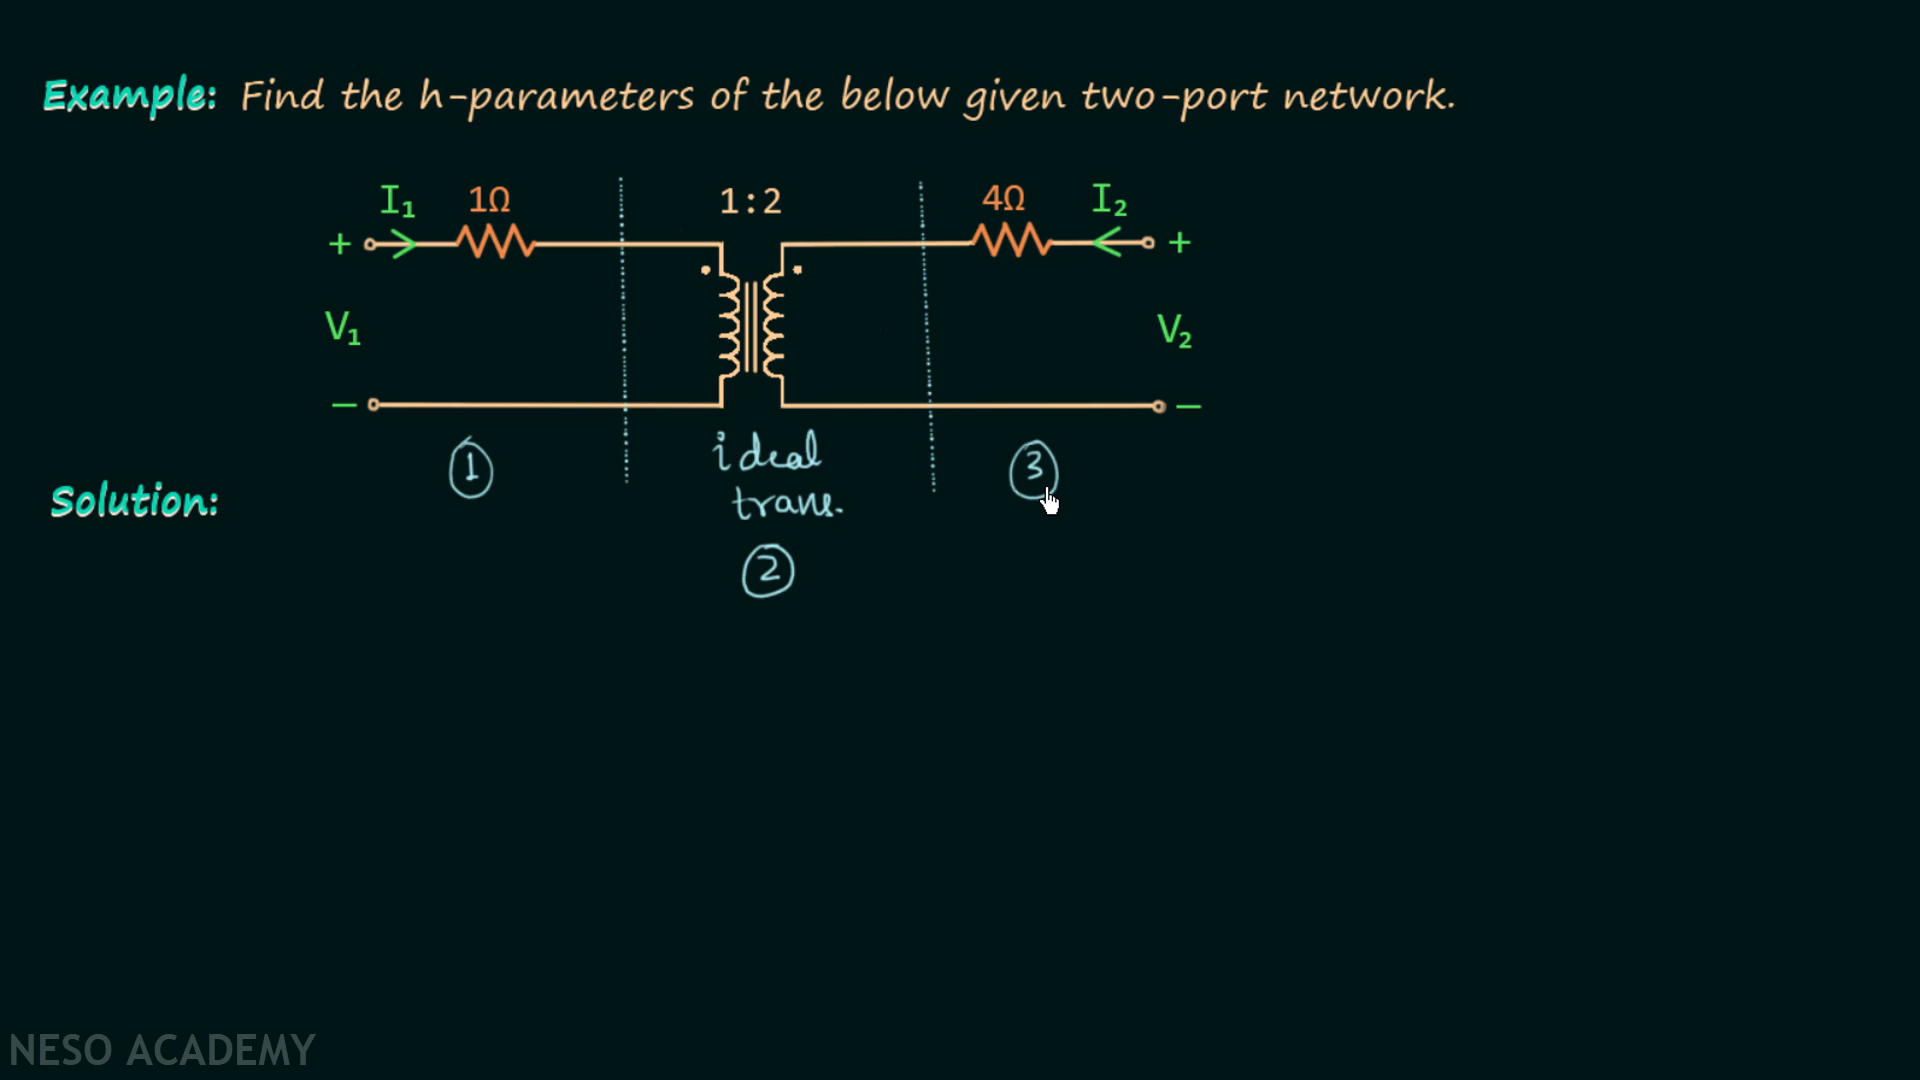 Example: Find the h-parameters of the below given two-port network.
I₁ 1Ω 1:2 4Ω I₂
+ +
V₁ V₂
− −
1 ideal trans. 3
Solution:
2
NESO ACADEMY